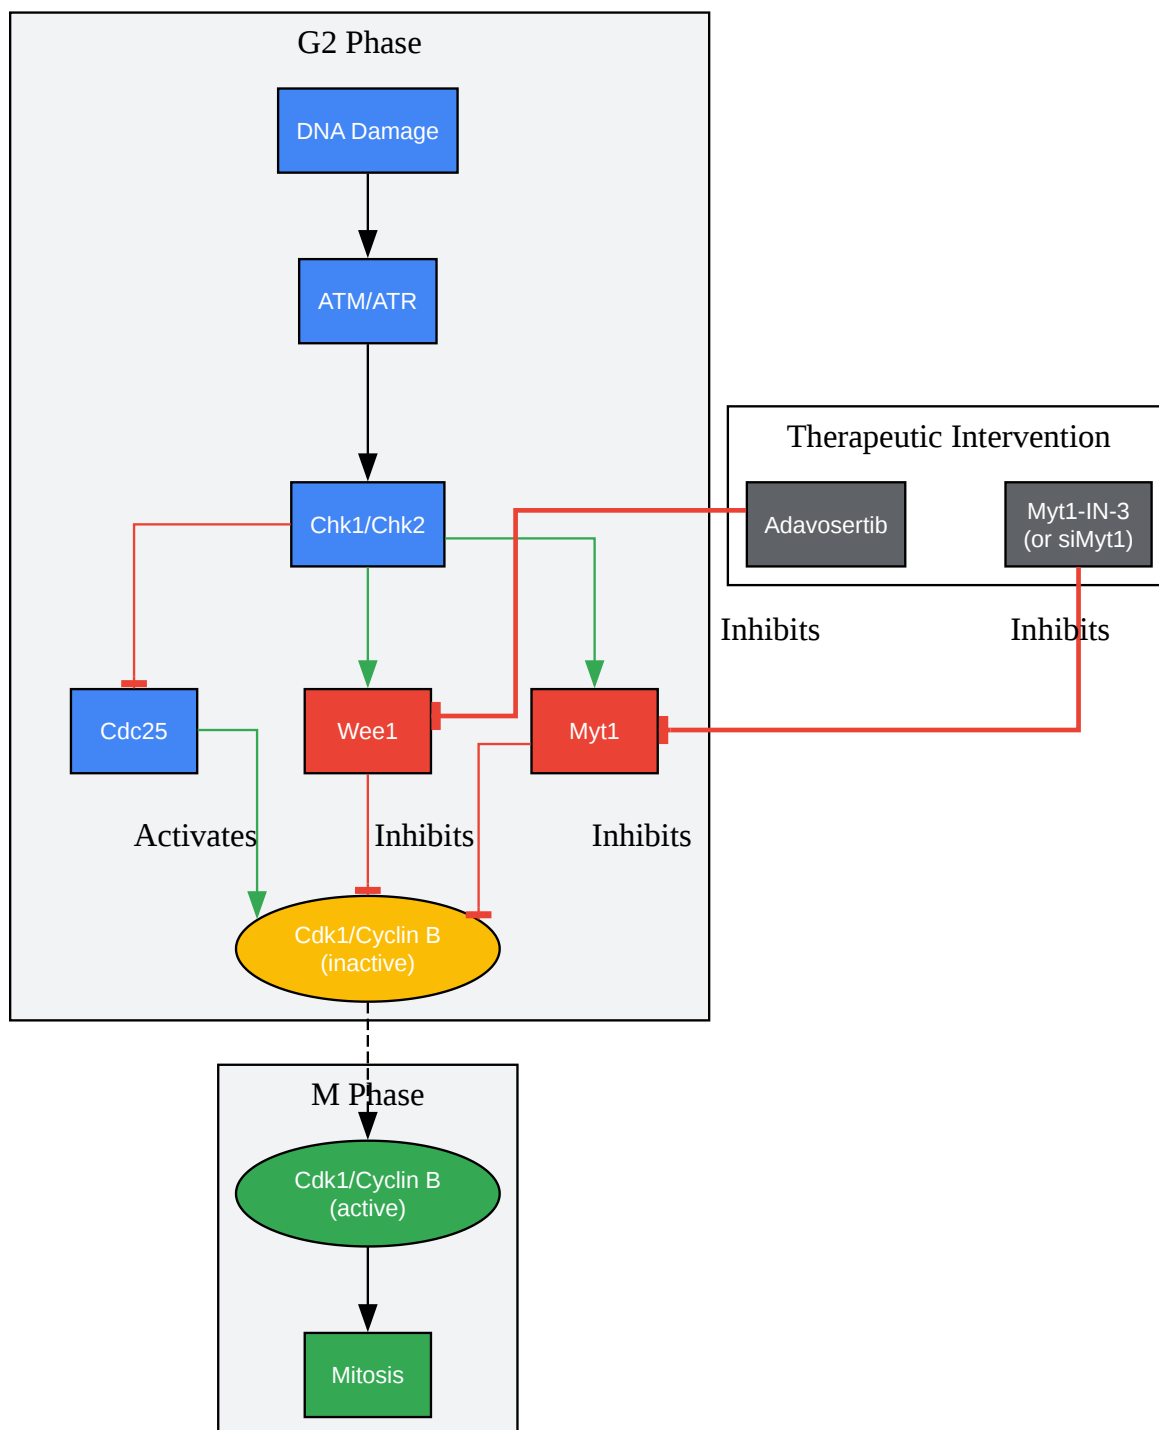 G2 Phase
DNA Damage
ATM/ATR
Therapeutic Intervention
Chk1/Chk2
Adavosertib
Myt1-IN-3
(or siMyt1)
Inhibits
Inhibits
Cdc25
Wee1
Myt1
Activates
Inhibits
Inhibits
Cdk1/Cyclin B
(inactive)
M Phase
Cdk1/Cyclin B
(active)
Mitosis